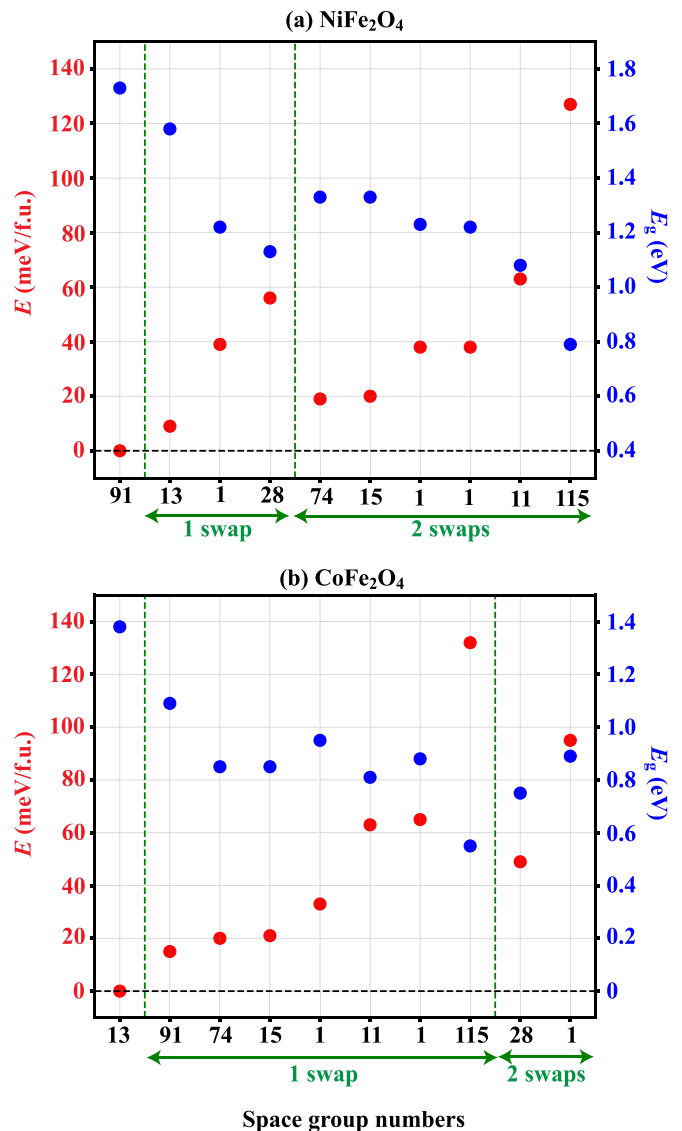 (a) NiFe₂O₄
E (meV/f.u.)
140
120
100
80
60
40
20
0
1.8
1.6
1.4
1.2
1.0
0.8
0.6
0.4
E_g (eV)
91 13 1 28 74 15 1 1 11 115
1 swap 2 swaps
(b) CoFe₂O₄
E (meV/f.u.)
140
120
100
80
60
40
20
0
1.4
1.2
1.0
0.8
0.6
0.4
0.2
0
E_g (eV)
13 91 74 15 1 11 1 115 28 1
1 swap 2 swaps
Space group numbers